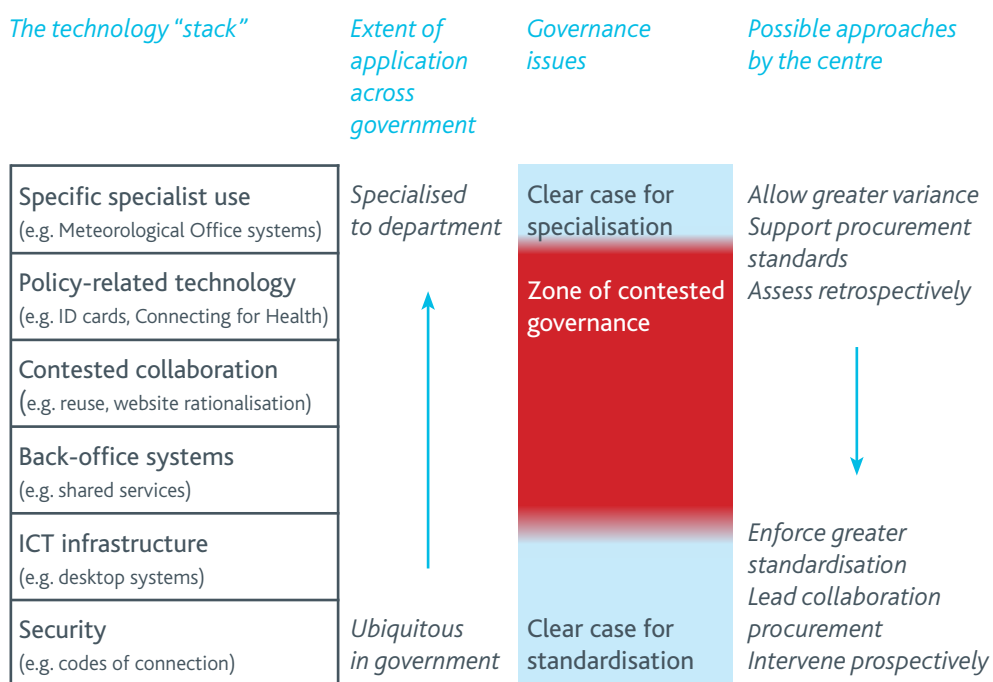 The technology “stack”
Extent of
application
across
government
Governance
issues
Possible approaches
by the centre
Specific specialist use
(e.g. Meteorological Office systems)
Policy-related technology
(e.g. ID cards, Connecting for Health)
Contested collaboration
(e.g. reuse, website rationalisation)
Back-office systems
(e.g. shared services)
ICT infrastructure
(e.g. desktop systems)
Security
(e.g. codes of connection)
Specialised
to department
Ubiquitous
in government
Clear case for
specialisation
Zone of contested
governance
Clear case for
standardisation
Allow greater variance
Support procurement
standards
Assess retrospectively
Enforce greater
standardisation
Lead collaboration
procurement
Intervene prospectively